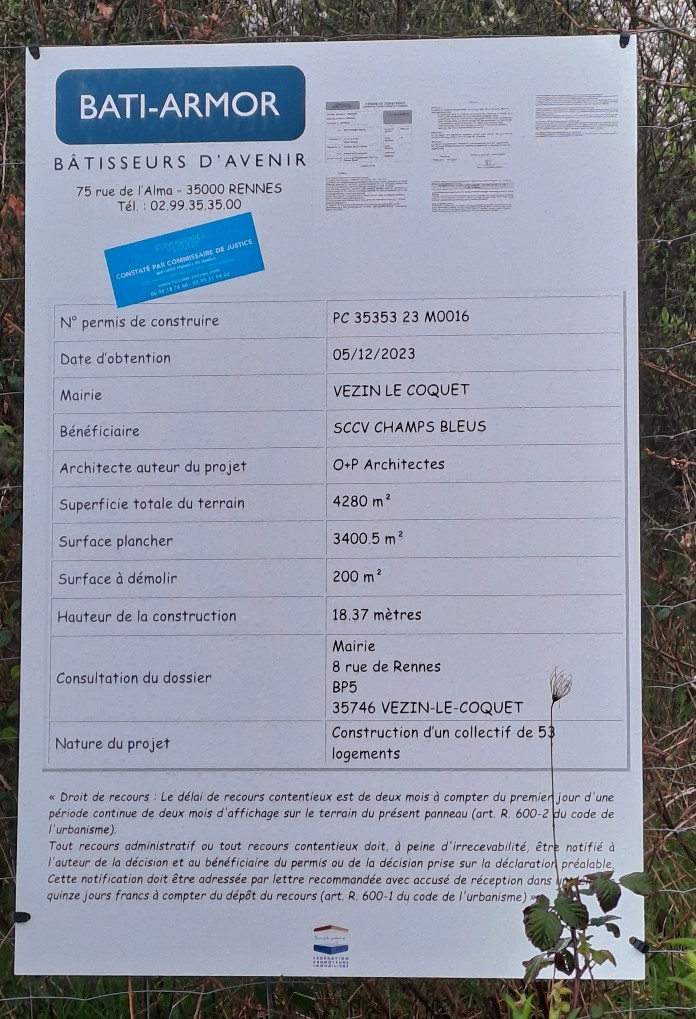 BATI-ARMOR
BÂTISSEURS D'AVENIR
75 rue de l'Alma - 35000 RENNES
Tél. : 02.99.35.35.00
CONSTATÉ PAR COMMISSAIRE DE JUSTICE
N° permis de construire PC 35353 23 M0016
Date d'obtention 05/12/2023
Mairie VEZIN LE COQUET
Bénéficiaire SCCV CHAMPS BLEUS
Architecte auteur du projet O+P Architectes
Superficie totale du terrain 4280 m²
Surface plancher 3400.5 m²
Surface à démolir 200 m²
Hauteur de la construction 18.37 mètres
Consultation du dossier
Mairie
8 rue de Rennes
BP5
35746 VEZIN-LE-COQUET
Nature du projet
Construction d'un collectif de 53
logements
« Droit de recours : Le délai de recours contentieux est de deux mois à compter du premier jour d'une
période continue de deux mois d'affichage sur le terrain du présent panneau (art. R. 600-2 du code de
l'urbanisme).
Tout recours administratif ou tout recours contentieux doit, à peine d'irrecevabilité, être notifié à
l'auteur de la décision et au bénéficiaire du permis ou de la décision prise sur la déclaration préalable.
Cette notification doit être adressée par lettre recommandée avec accusé de réception dans
quinze jours francs à compter du dépôt du recours (art. R. 600-1 du code de l'urbanisme) »
FÉDÉRATION
PROMOTEURS
IMMOBILIERS